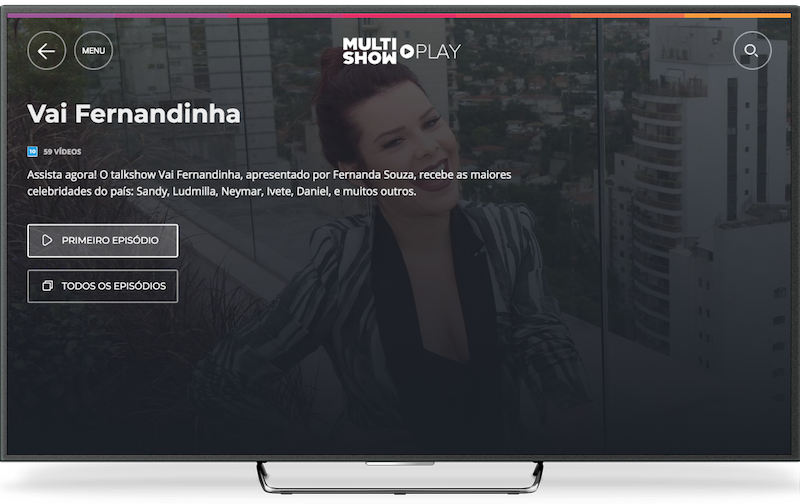 MENU
MULTI
SHOW PLAY
Vai Fernandinha
10 59 VÍDEOS
Assista agora! O talkshow Vai Fernandinha, apresentado por Fernanda Souza, recebe as maiores
celebridades do país: Sandy, Ludmilla, Neymar, Ivete, Daniel, e muitos outros.
PRIMEIRO EPISÓDIO
TODOS OS EPISÓDIOS